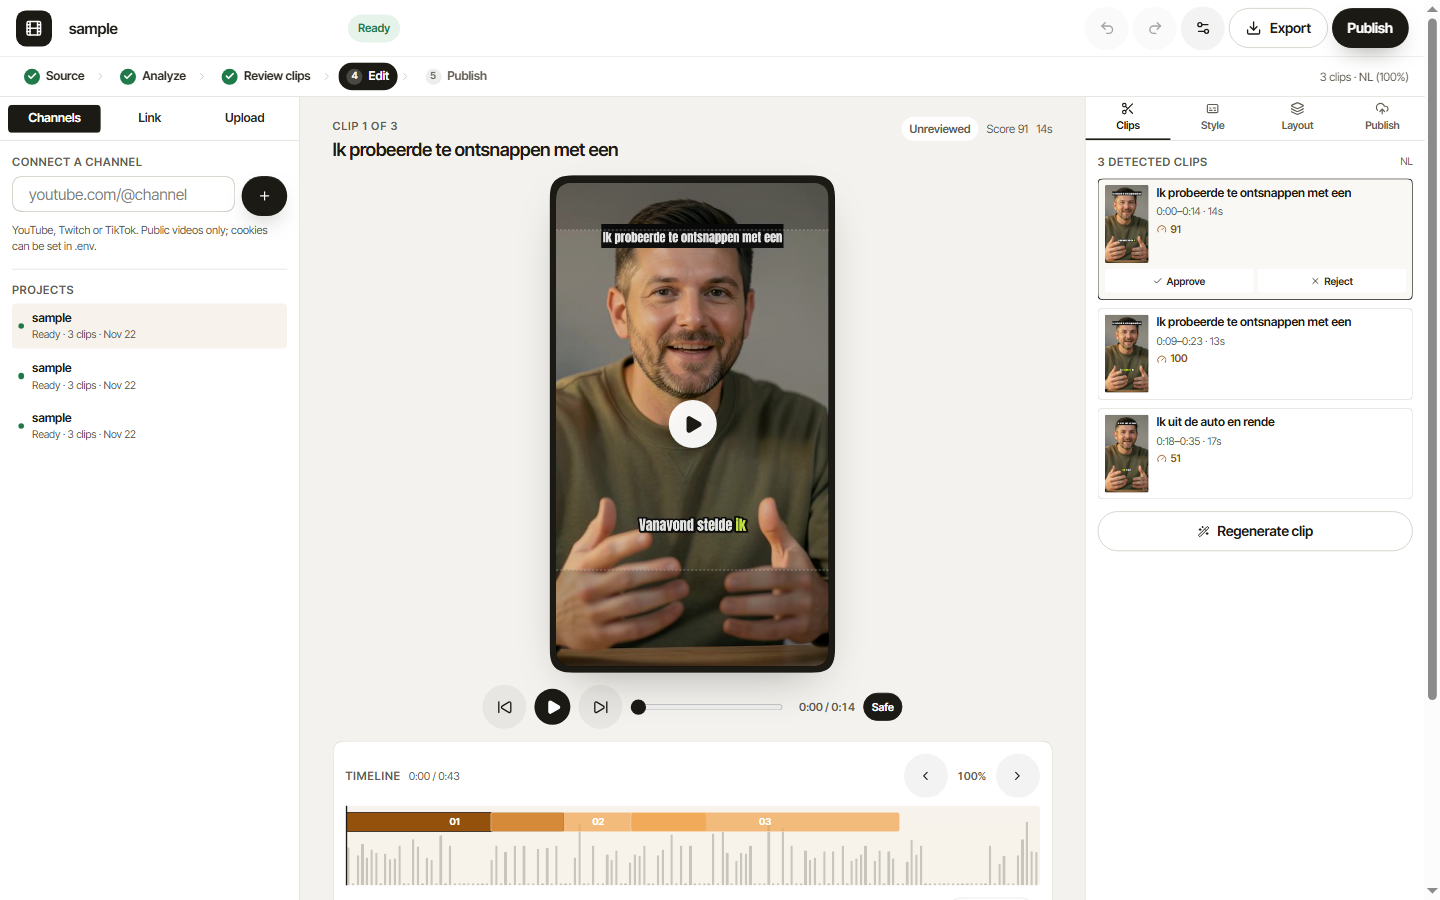 sample
Ready
Export
Publish
Source
Analyze
Review clips
4 Edit
5 Publish
3 clips · NL (100%)
Channels
Link
Upload
CONNECT A CHANNEL
youtube.com/@channel
+
YouTube, Twitch or TikTok. Public videos only; cookies
can be set in .env.
PROJECTS
sample
Ready · 3 clips · Nov 22
sample
Ready · 3 clips · Nov 22
sample
Ready · 3 clips · Nov 22
CLIP 1 OF 3
Ik probeerde te ontsnappen met een
Unreviewed
Score 91 14s
Ik probeerde te ontsnappen met een
Vanavond stelde ik
0:00 / 0:14
Safe
TIMELINE 0:00 / 0:43
100%
01
02
03
Clips
Style
Layout
Publish
3 DETECTED CLIPS
NL
Ik probeerde te ontsnappen met een
0:00–0:14 · 14s
91
Approve
Reject
Ik probeerde te ontsnappen met een
0:09–0:23 · 13s
100
Ik uit de auto en rende
0:18–0:35 · 17s
51
Regenerate clip